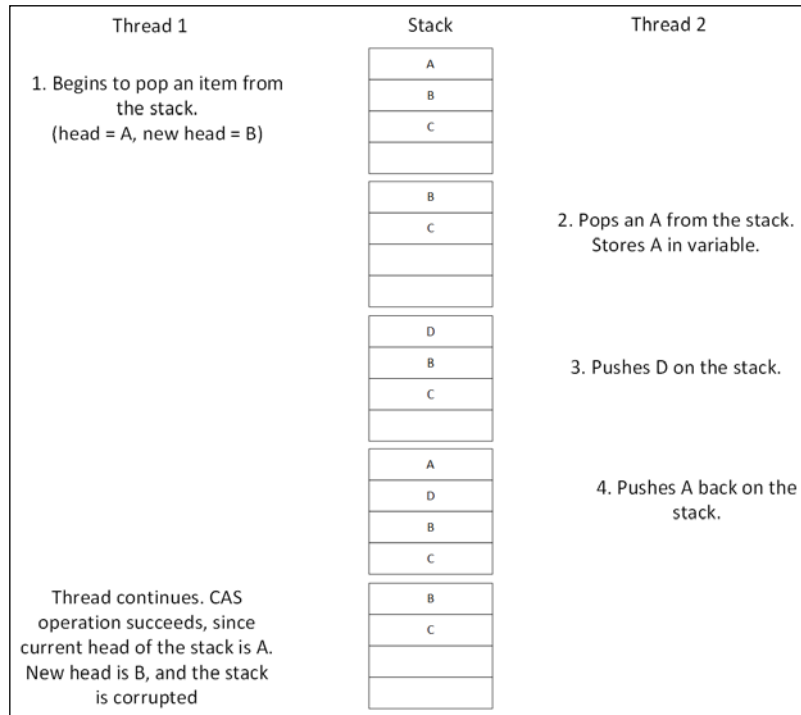 Thread 1
Stack
Thread 2
1. Begins to pop an item from
the stack.
(head = A, new head = B)
A
B
C
B
C
2. Pops an A from the stack.
Stores A in variable.
D
B
C
3. Pushes D on the stack.
A
D
B
C
4. Pushes A back on the
stack.
Thread continues. CAS
operation succeeds, since
current head of the stack is A.
New head is B, and the stack
is corrupted
B
C